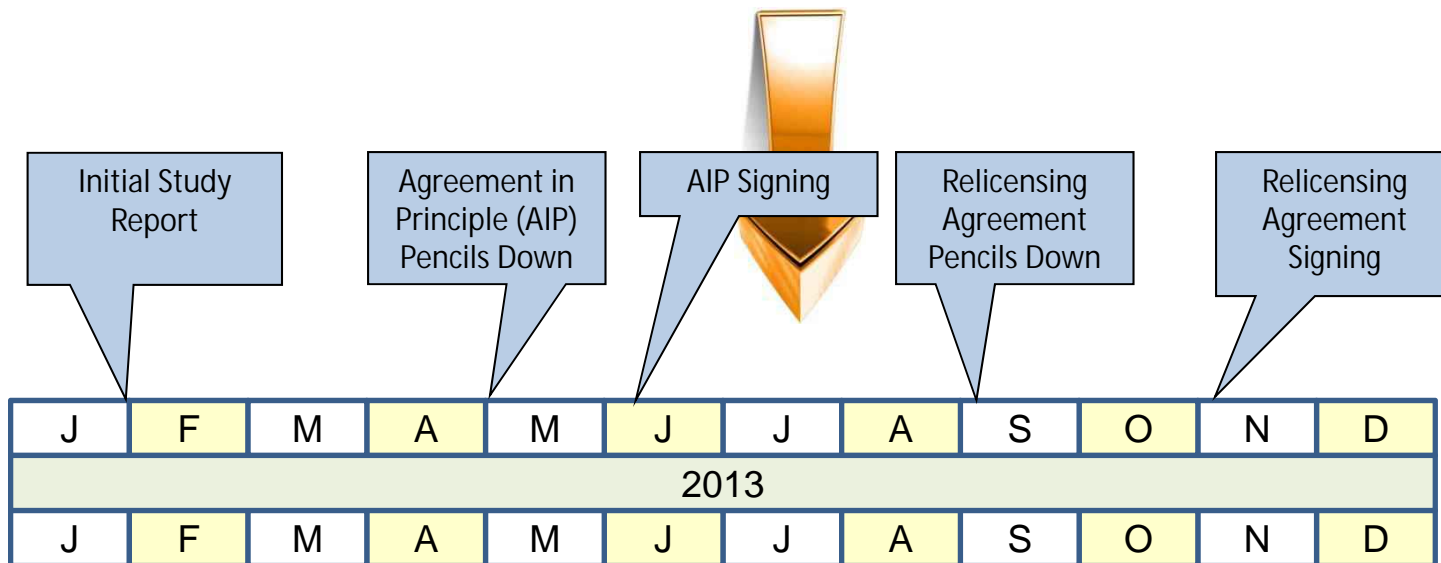 Initial Study
Report
Agreement in
Principle (AIP)
Pencils Down
AIP Signing
Relicensing
Agreement
Pencils Down
Relicensing
Agreement
Signing
J F M A M J J A S O N D
2013
J F M A M J J A S O N D